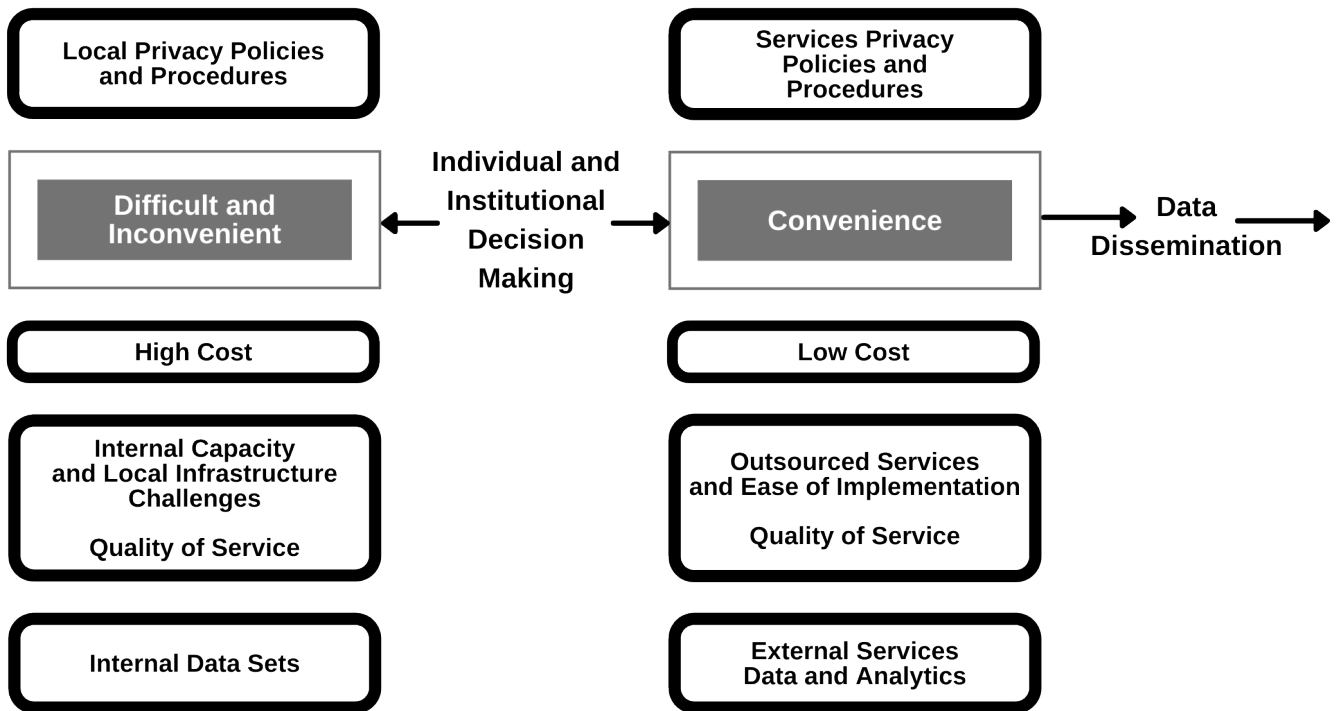 Local Privacy Policies
and Procedures
Services Privacy
Policies and
Procedures
Difficult and
Inconvenient
Individual and
Institutional
Decision
Making
Convenience
Data
Dissemination
High Cost
Low Cost
Internal Capacity
and Local Infrastructure
Challenges
Quality of Service
Outsourced Services
and Ease of Implementation
Quality of Service
Internal Data Sets
External Services
Data and Analytics